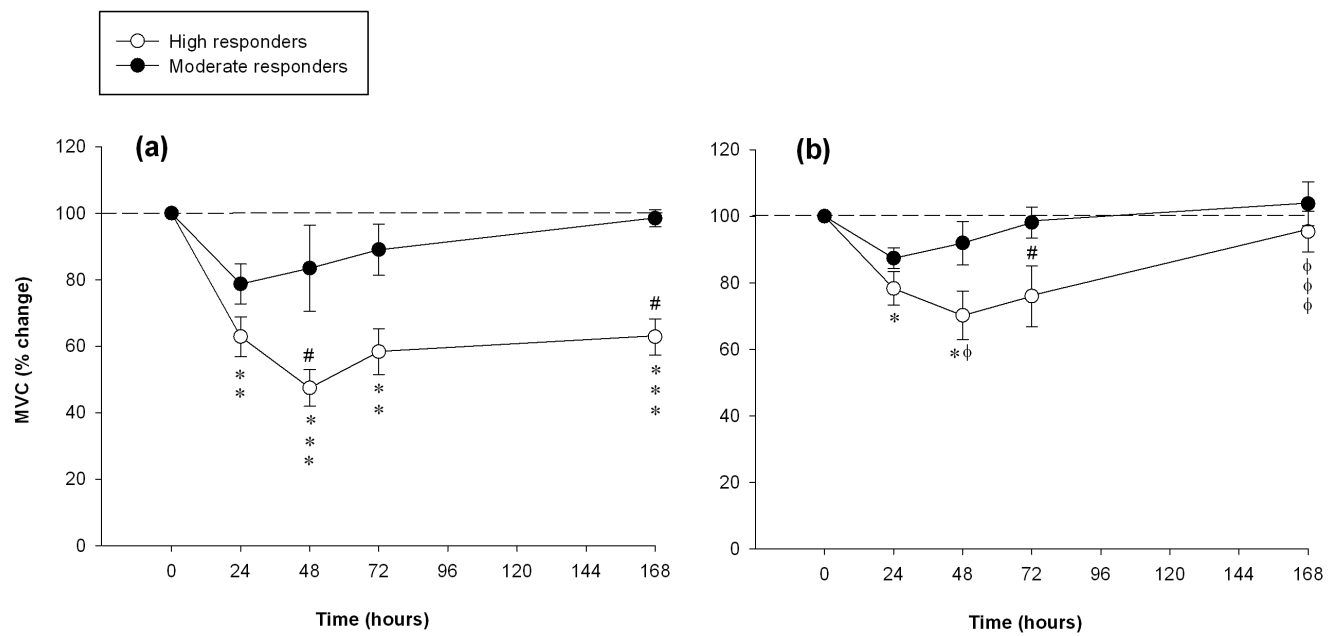 High responders
Moderate responders
(a)
MVC (% change)
120
100
80
60
40
20
0
#
#
**
***
**
***
0 24 48 72 96 120 144 168
Time (hours)
(b)
120
100
80
60
40
20
0
#
*
*ϕ
ϕϕϕ
0 24 48 72 96 120 144 168
Time (hours)